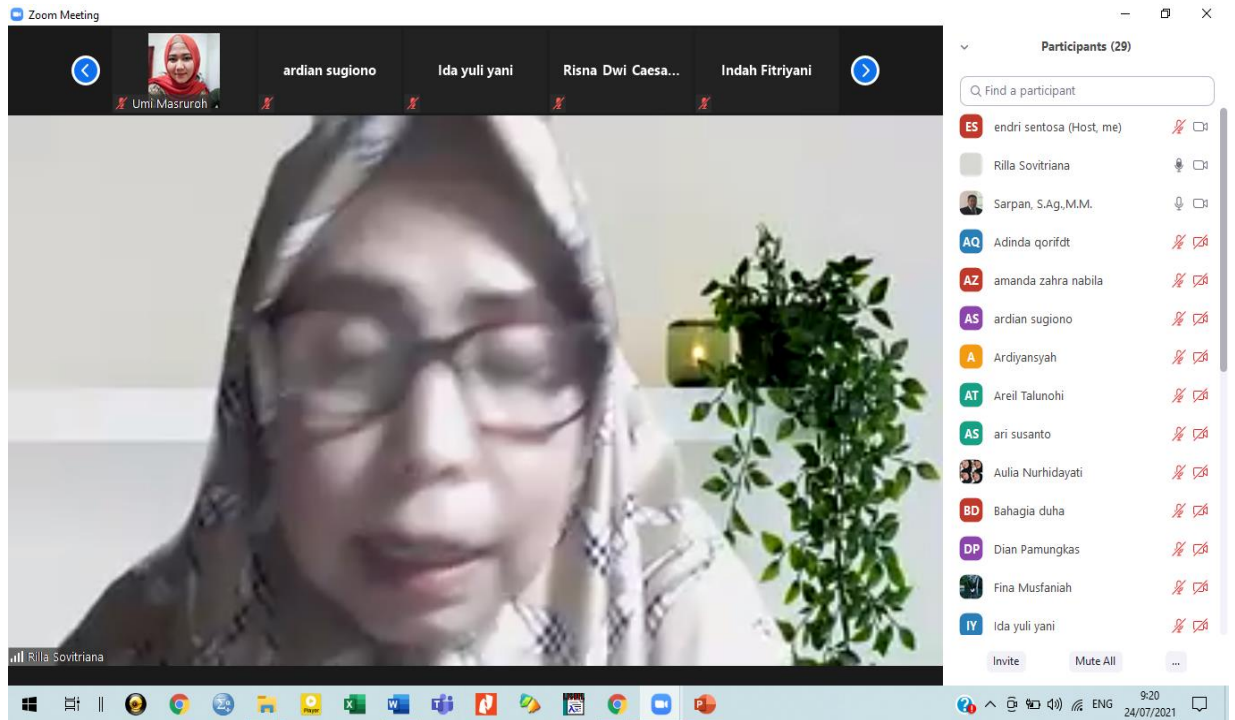 Zoom Meeting
Umi Masruroh
ardian sugiono
Ida yuli yani
Risna Dwi Caesa...
Indah Fitriyani
Rilla Sovitriana
Participants (29)
Find a participant
ES endri sentosa (Host, me)
Rilla Sovitriana
Sarpan, S.Ag.,M.M.
AQ Adinda qorifdt
AZ amanda zahra nabila
AS ardian sugiono
A Ardiyansyah
AT Areil Talunohi
AS ari susanto
Aulia Nurhidayati
BD Bahagia duha
DP Dian Pamungkas
Fina Musfaniah
IY Ida yuli yani
Invite Mute All ...
ENG
9:20
24/07/2021